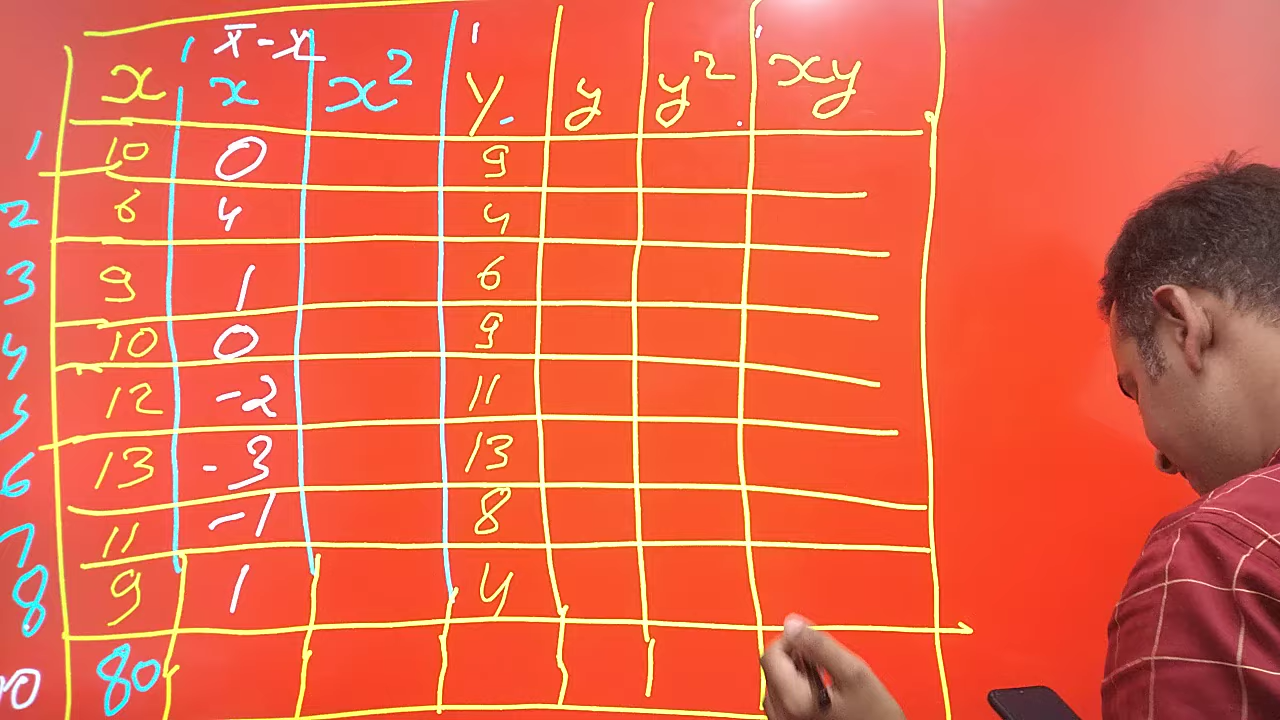 x̄ - x
x x x² y y y² xy
1 10 0 9
2 6 4 4
3 9 1 6
4 10 0 9
5 12 -2 11
6 13 -3 13
7 11 -1 8
8 9 1 4
80